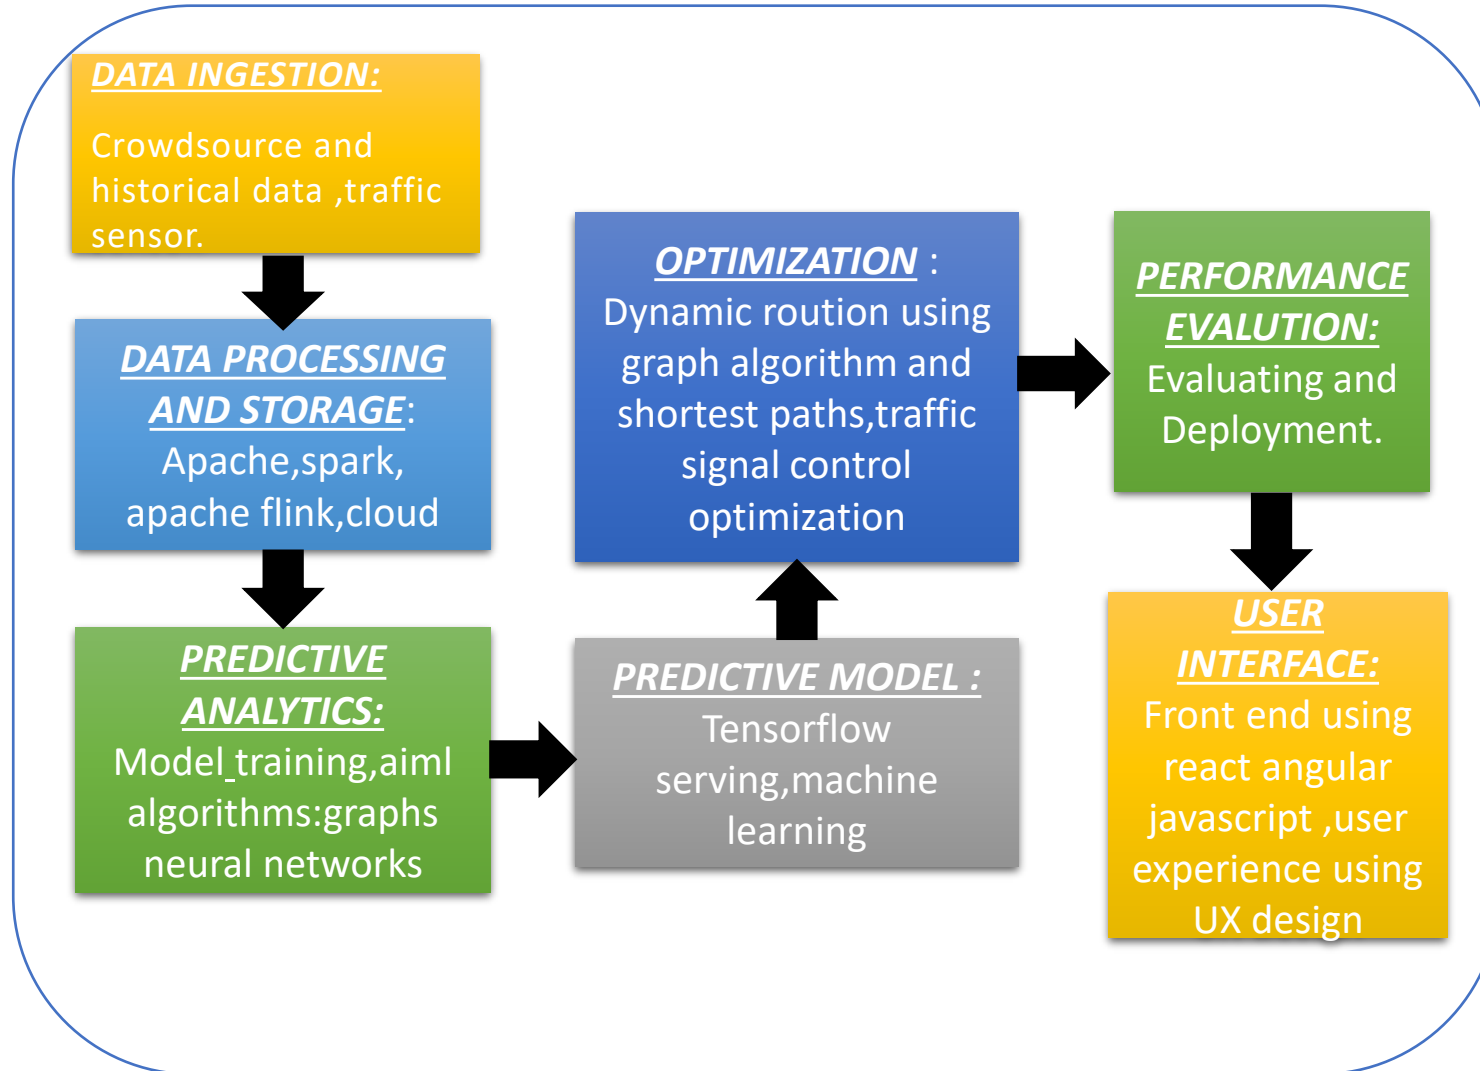 DATA INGESTION:
Crowdsource and
historical data ,traffic
sensor.
DATA PROCESSING
AND STORAGE:
Apache,spark,
apache flink,cloud
PREDICTIVE
ANALYTICS:
Model training,aiml
algorithms:graphs
neural networks
PREDICTIVE MODEL :
Tensorflow
serving,machine
learning
OPTIMIZATION :
Dynamic roution using
graph algorithm and
shortest paths,traffic
signal control
optimization
PERFORMANCE
EVALUTION:
Evaluating and
Deployment.
USER
INTERFACE:
Front end using
react angular
javascript ,user
experience using
UX design